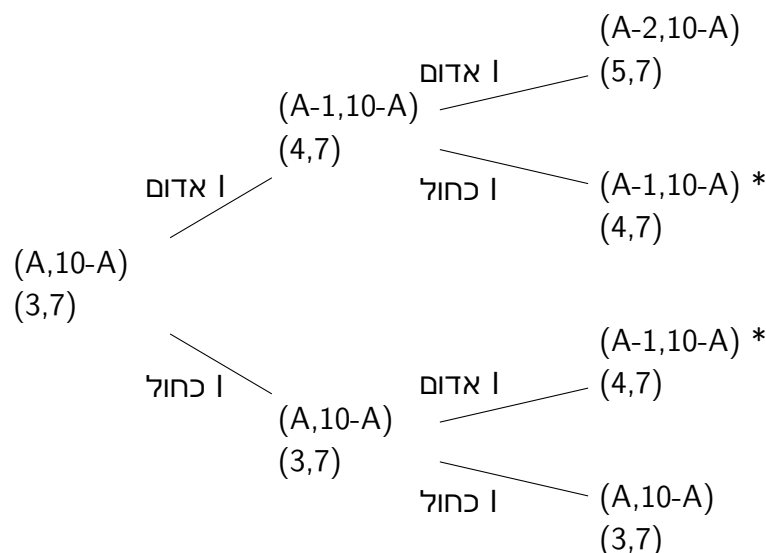 (A-2,10-A)
(5,7)
I אדום
(A-1,10-A)
(4,7)
I אדום
I כחול
(A-1,10-A) *
(4,7)
(A,10-A)
(3,7)
(A-1,10-A) *
(4,7)
I כחול
I אדום
(A,10-A)
(3,7)
I כחול
(A,10-A)
(3,7)